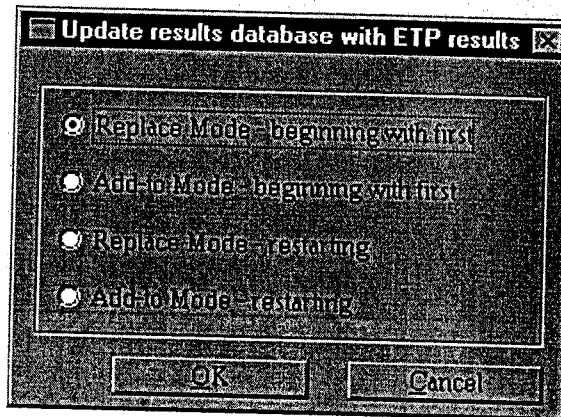 Update results database with ETP results
Replace Mode - beginning with first
Add-to Mode - beginning with first
Replace Mode - restarting
Add-to Mode - restarting
OK
Cancel